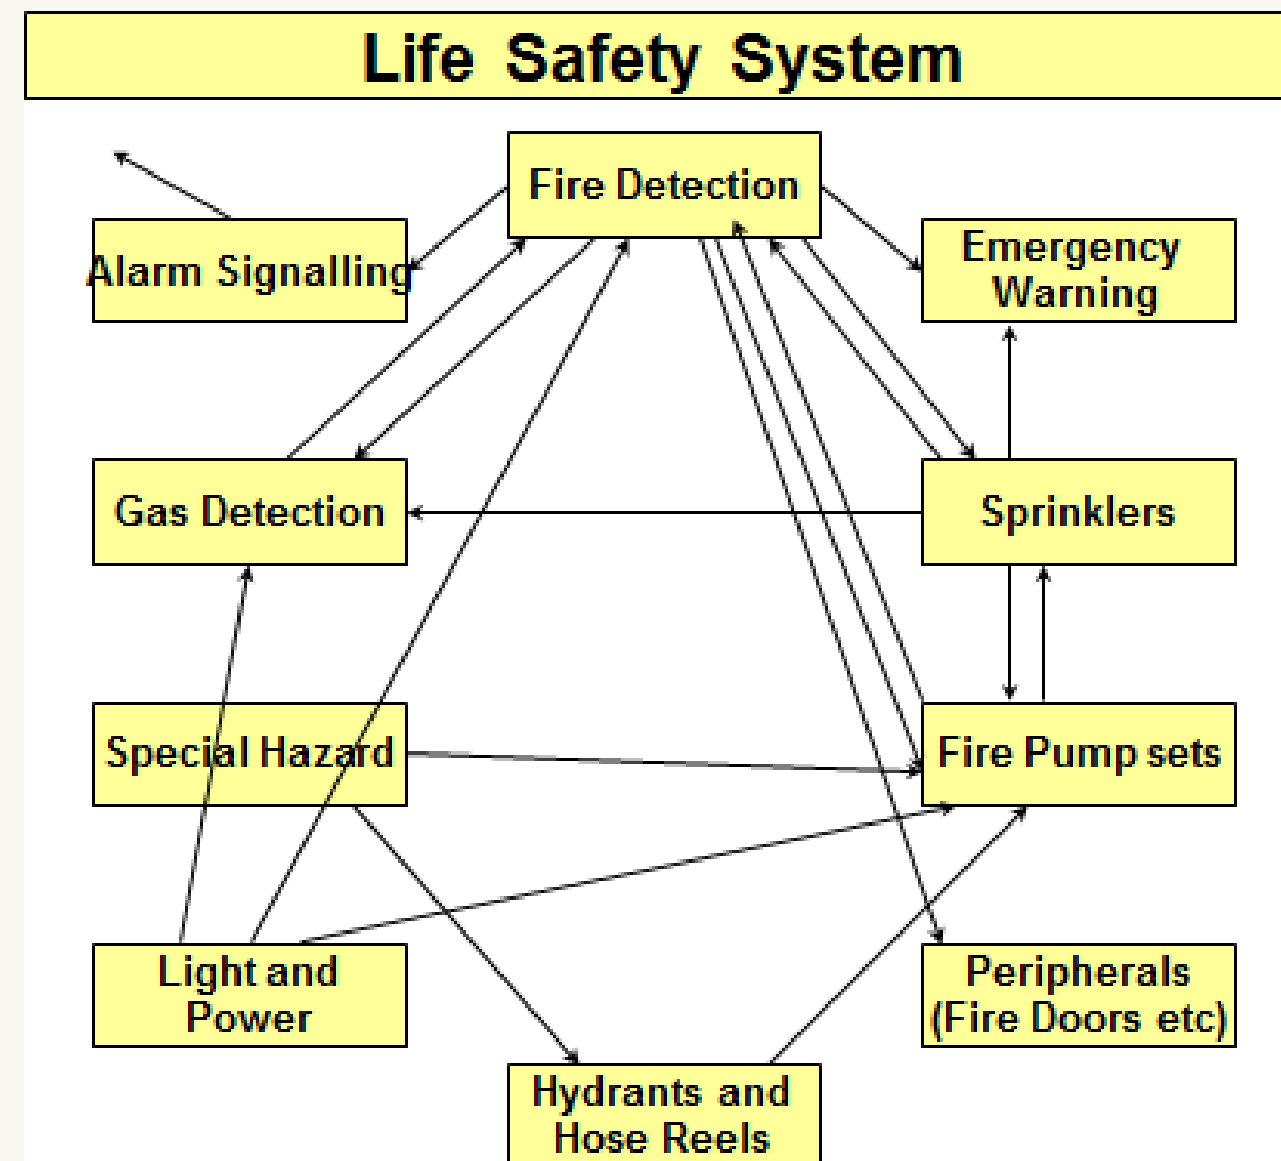 Life Safety System
Fire Detection
Alarm Signalling
Emergency
Warning
Gas Detection
Sprinklers
Special Hazard
Fire Pump sets
Light and
Power
Peripherals
(Fire Doors etc)
Hydrants and
Hose Reels